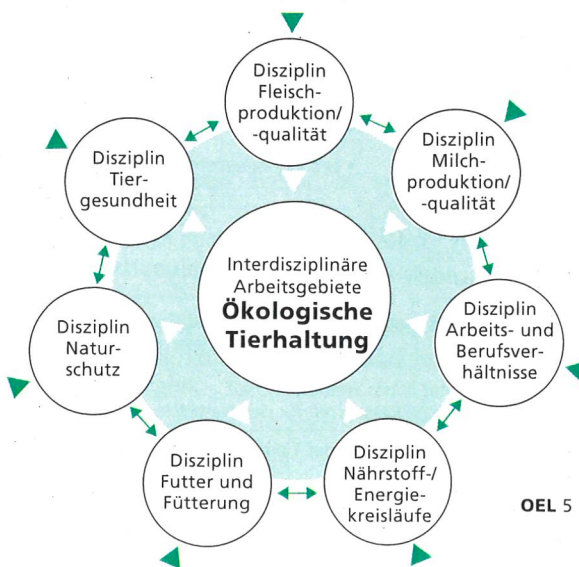 Disziplin
Fleisch-
produktion/
-qualität
Disziplin
Milch-
produktion/
-qualität
Disziplin
Arbeits- und
Berufsver-
hältnisse
Disziplin
Nährstoff-/
Energie-
kreisläufe
Disziplin
Futter und
Fütterung
Disziplin
Natur-
schutz
Disziplin
Tier-
gesundheit
Interdisziplinäre
Arbeitsgebiete
Ökologische
Tierhaltung
OEL 5